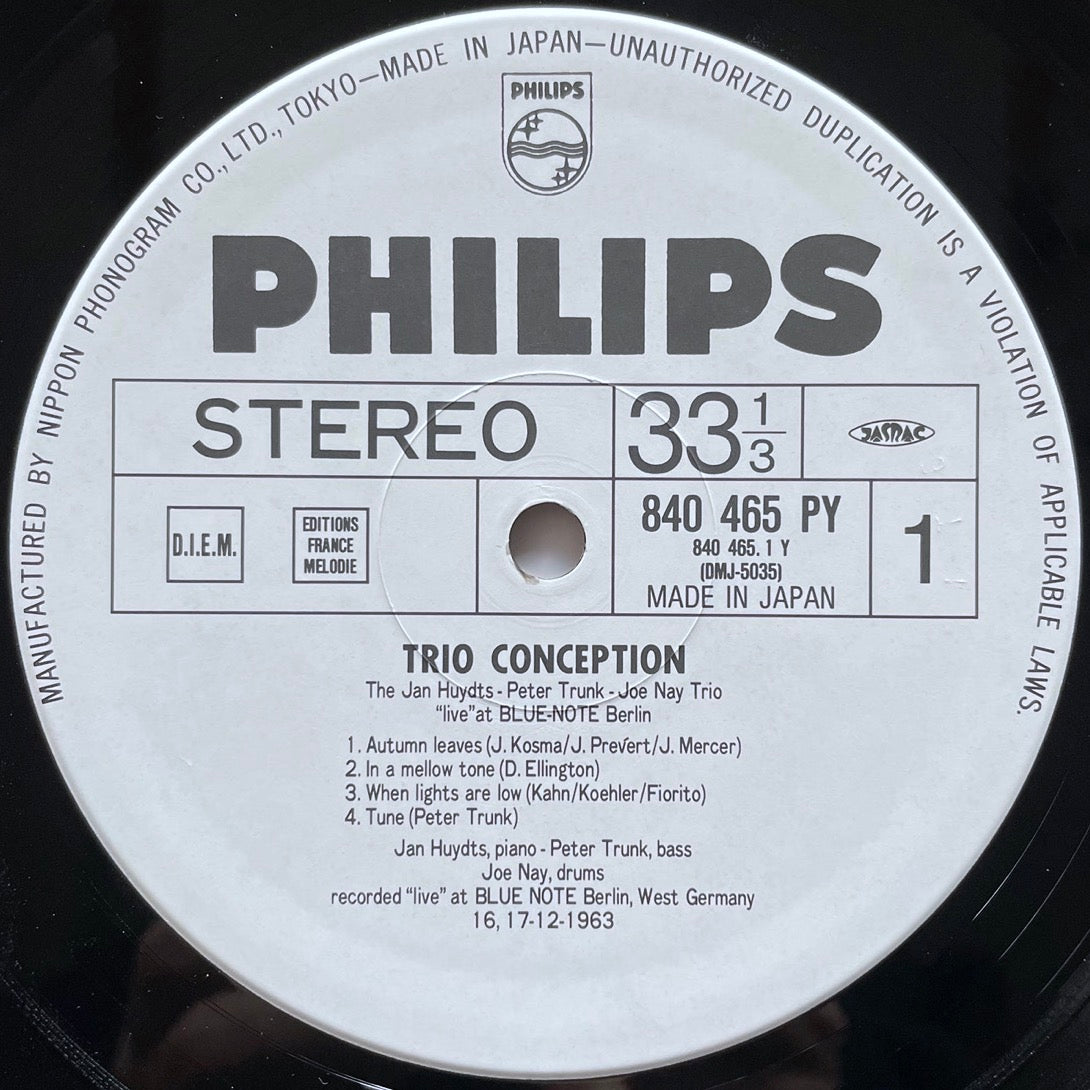 MANUFACTURED BY NIPPON PHONOGRAM CO., LTD., TOKYO—MADE IN JAPAN—UNAUTHORIZED DUPLICATION IS A VIOLATION OF APPLICABLE LAWS.
PHILIPS
PHILIPS
STEREO
33 1/3
JASRAC
D.I.E.M.
EDITIONS
FRANCE
MELODIE
840 465 PY
840 465. 1 Y
(DMJ-5035)
MADE IN JAPAN
1
TRIO CONCEPTION
The Jan Huydts - Peter Trunk - Joe Nay Trio
"live" at BLUE-NOTE Berlin
1. Autumn leaves (J. Kosma/J. Prevért/J. Mercer)
2. In a mellow tone (D. Ellington)
3. When lights are low (Kahn/Koehler/Fiorito)
4. Tune (Peter Trunk)
Jan Huydts, piano - Peter Trunk, bass
Joe Nay, drums
recorded "live" at BLUE NOTE Berlin, West Germany
16, 17-12-1963